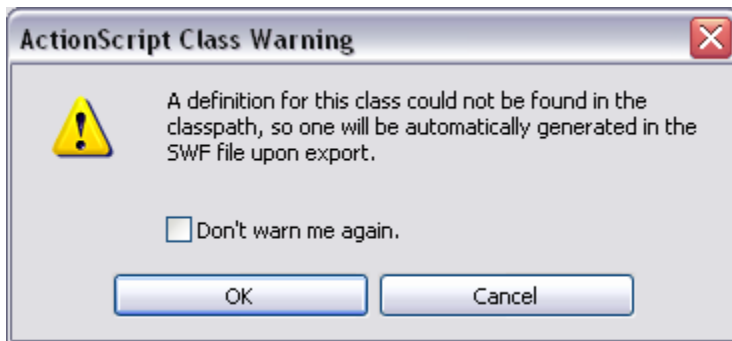 ActionScript Class Warning
A definition for this class could not be found in the
classpath, so one will be automatically generated in the
SWF file upon export.
Don't warn me again.
OK
Cancel